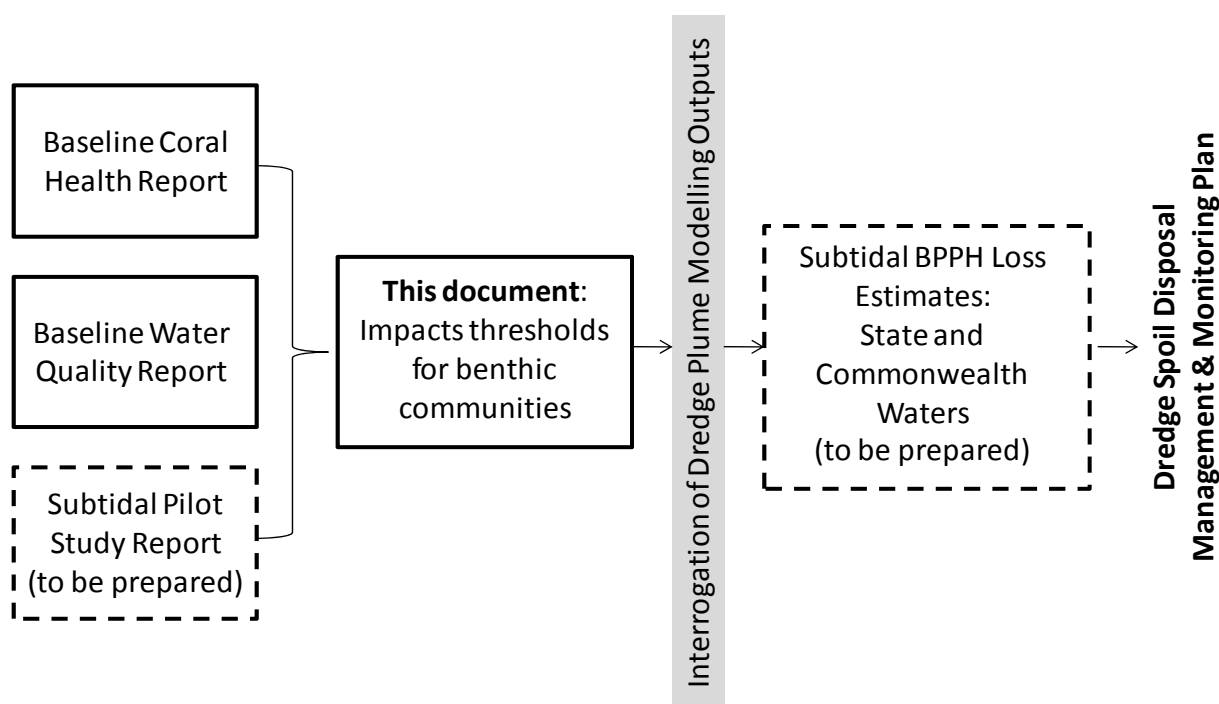 Baseline Coral
Health Report
Baseline Water
Quality Report
Subtidal Pilot
Study Report
(to be prepared)
This document:
Impacts thresholds
for benthic
communities
Interrogation of Dredge Plume Modelling Outputs
Subtidal BPPH Loss
Estimates:
State and
Commonwealth
Waters
(to be prepared)
Dredge Spoil Disposal
Management & Monitoring Plan